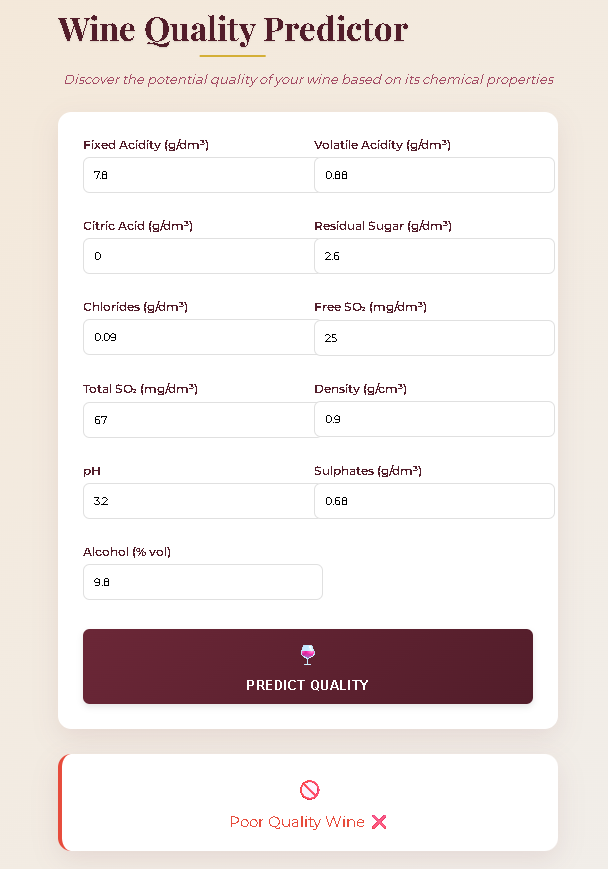 Wine Quality Predictor
Discover the potential quality of your wine based on its chemical properties
Fixed Acidity (g/dm³) Volatile Acidity (g/dm³)
7.8 0.88
Citric Acid (g/dm³) Residual Sugar (g/dm³)
0 2.6
Chlorides (g/dm³) Free SO₂ (mg/dm³)
0.09 25
Total SO₂ (mg/dm³) Density (g/cm³)
67 0.9
pH Sulphates (g/dm³)
3.2 0.68
Alcohol (% vol)
9.8
PREDICT QUALITY
Poor Quality Wine ❌